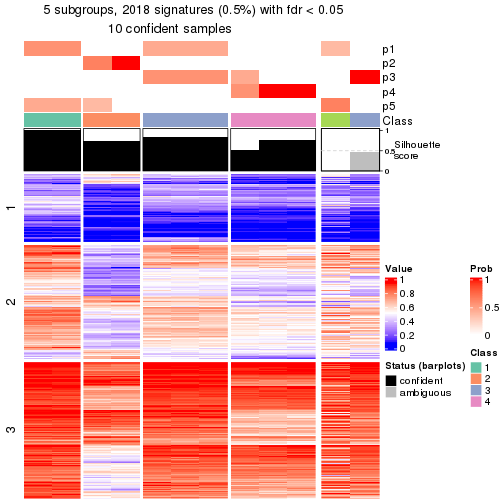 5 subgroups, 2018 signatures (0.5%) with fdr < 0.05
10 confident samples
p1
p2
p3
p4
p5
Class
1
0.5
0
Silhouette
score
1
2
3
Value
1
0.8
0.6
0.4
0.2
0
Prob
1
0.5
0
Status (barplots)
confident
ambiguous
Class
1
2
3
4